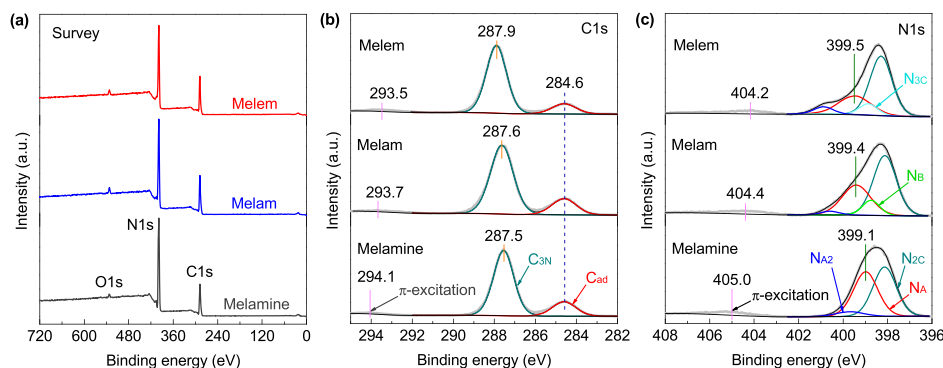 (a)
Survey
Melem
Melam
N1s
O1s
C1s
Melamine
Intensity (a.u.)
720 600 480 360 240 120 0
Binding energy (eV)
(b)
C1s
Melem
287.9
284.6
293.5
Melam
287.6
293.7
Melamine
287.5
294.1
π-excitation
C3N
Cad
Intensity (a.u.)
294 292 290 288 286 284 282
Binding energy (eV)
(c)
N1s
Melem
399.5
404.2
N3C
Melam
399.4
404.4
NB
Melamine
399.1
405.0
π-excitation
NA2
N2C
NA
Intensity (a.u.)
408 406 404 402 400 398 396
Binding energy (eV)